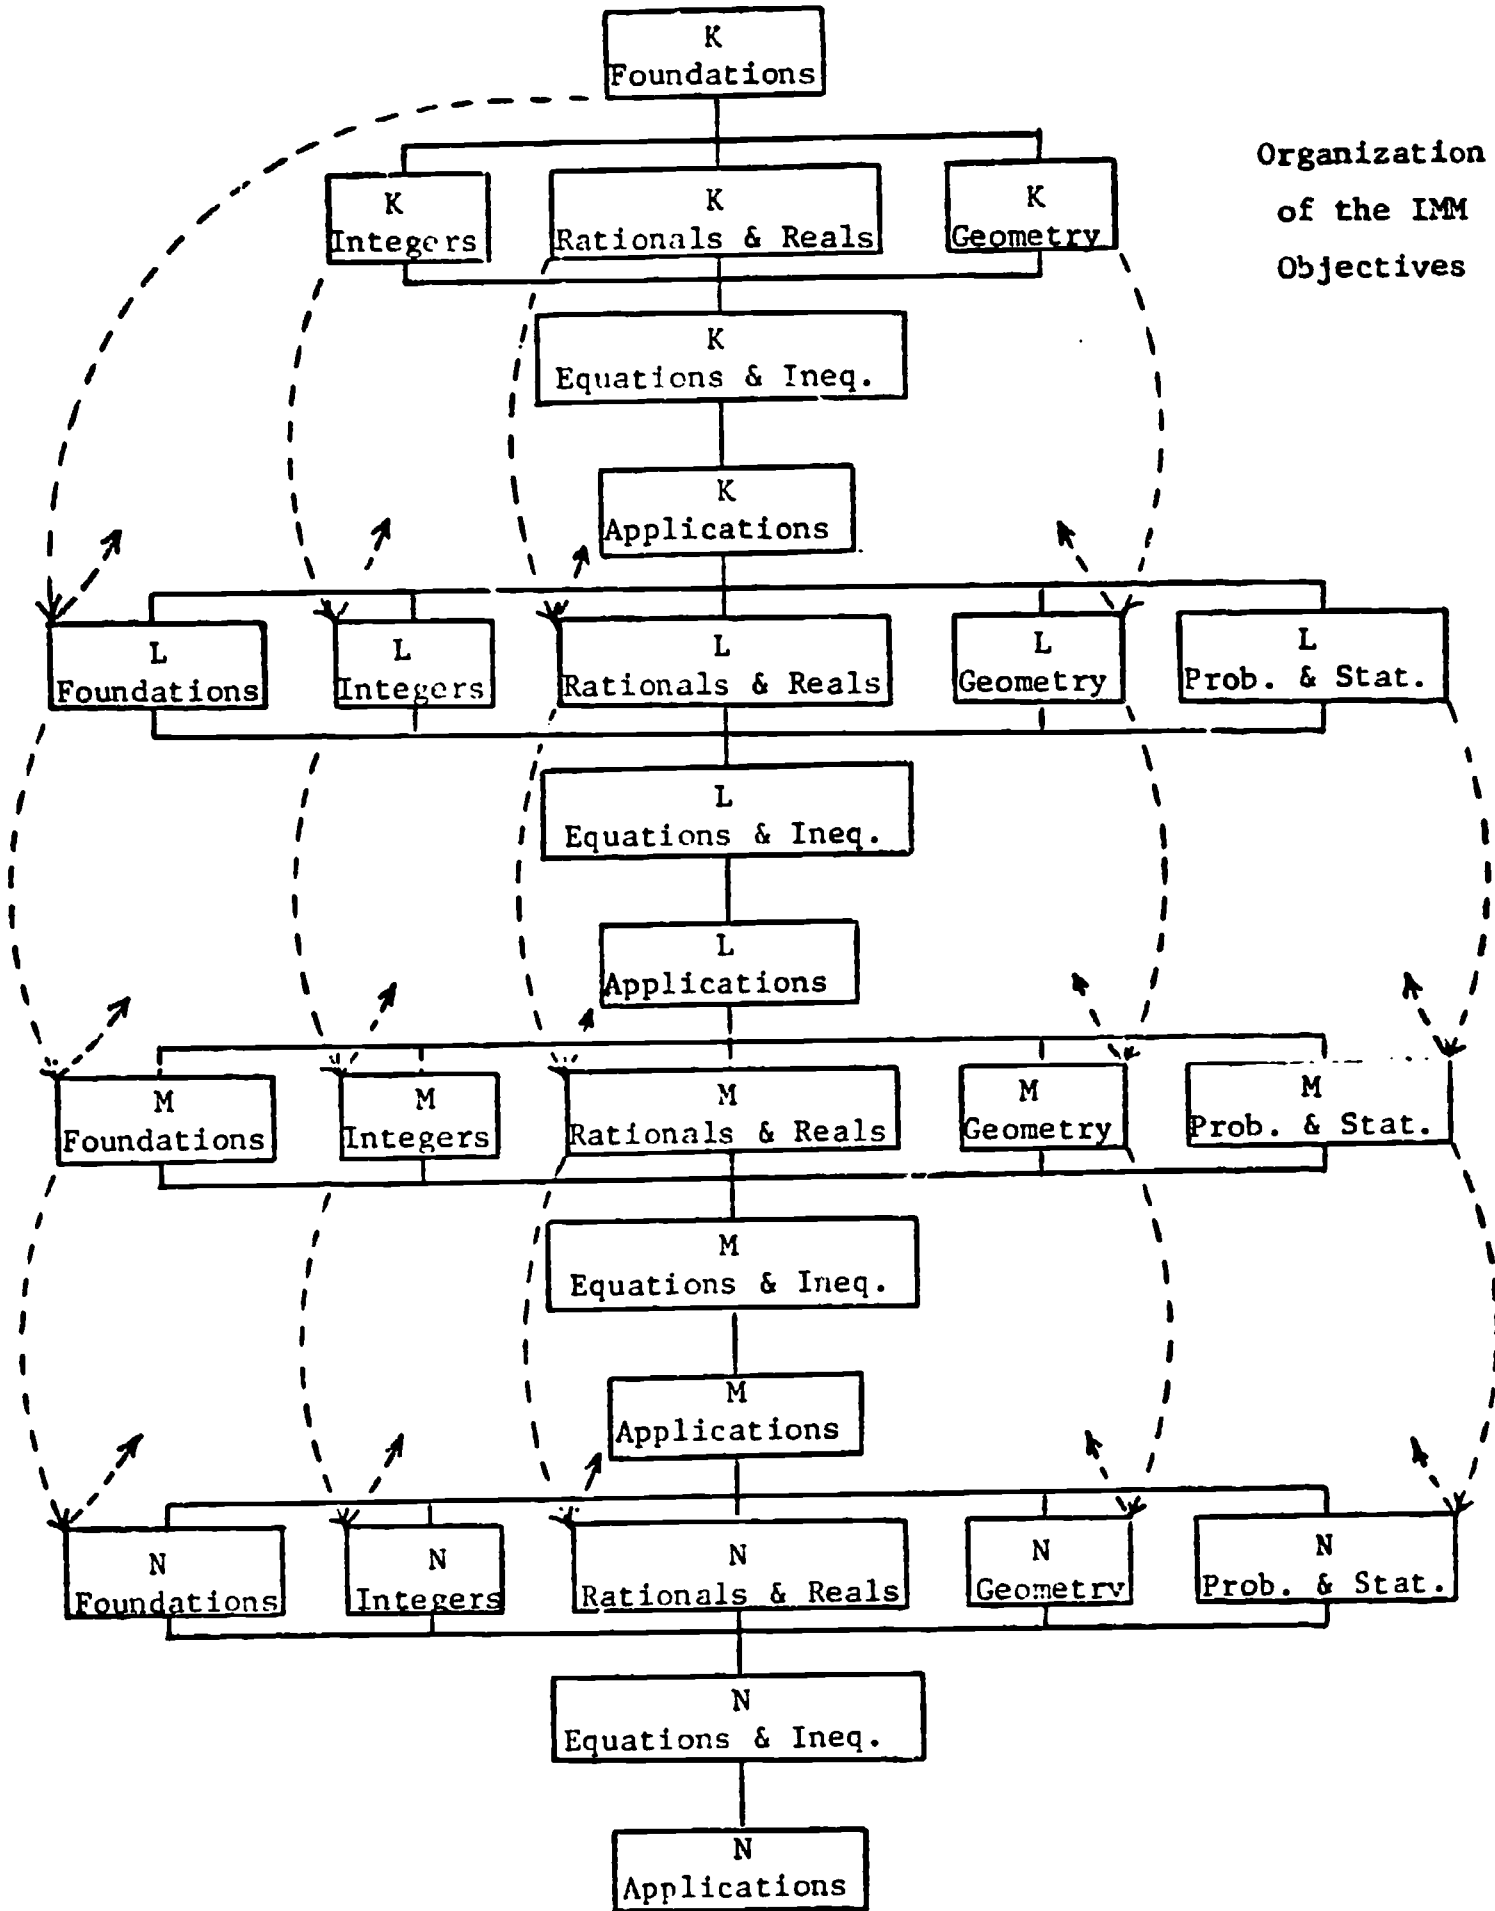 K
Foundations
Organization
of the IMM
Objectives
K
Integers
K
Rationals & Reals
K
Geometry
K
Equations & Ineq.
K
Applications
L
Foundations
L
Integers
L
Rationals & Reals
L
Geometry
L
Prob. & Stat.
L
Equations & Ineq.
L
Applications
M
Foundations
M
Integers
M
Rationals & Reals
M
Geometry
M
Prob. & Stat.
M
Equations & Ineq.
M
Applications
N
Foundations
N
Integers
N
Rationals & Reals
N
Geometry
N
Prob. & Stat.
N
Equations & Ineq.
N
Applications